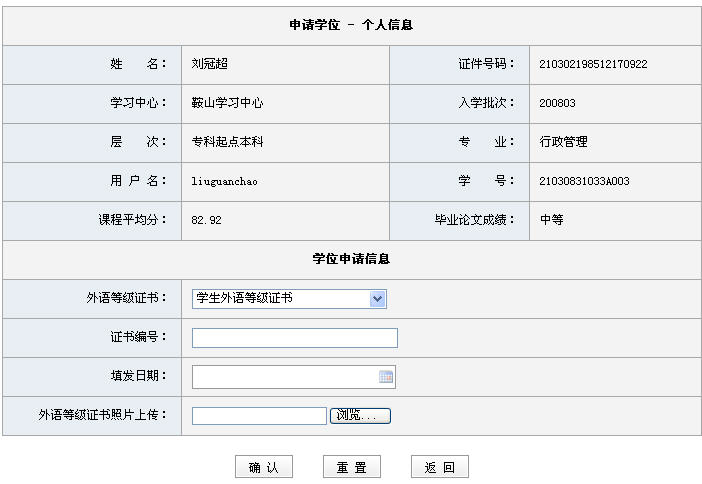 申请学位 - 个人信息
姓 名： 刘冠超 证件号码： 210302198512170922
学习中心： 鞍山学习中心 入学批次： 200803
层 次： 专科起点本科 专 业： 行政管理
用 户 名： liuguanchao 学 号： 21030831033A003
课程平均分： 82.92 毕业论文成绩： 中等
学位申请信息
外语等级证书： 学生外语等级证书
证书编号：
填发日期：
外语等级证书照片上传： 浏览...
确 认 重 置 返 回